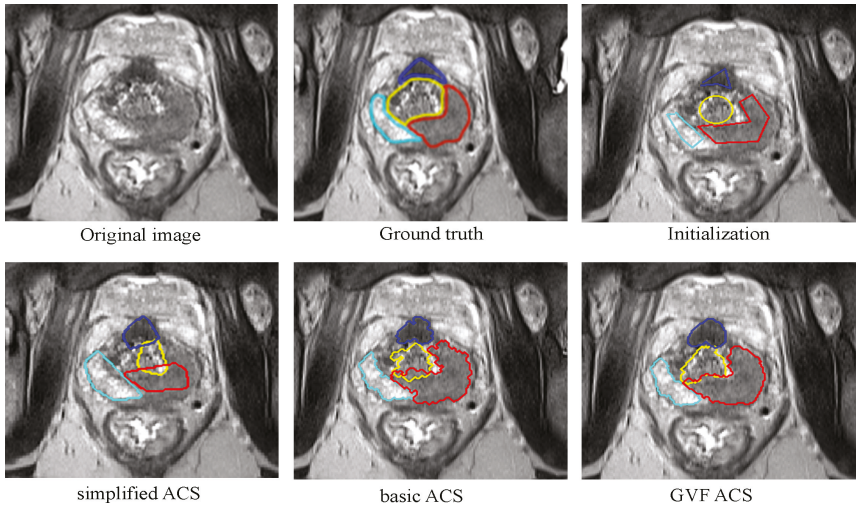 Original image
Ground truth
Initialization
simplified ACS
basic ACS
GVF ACS